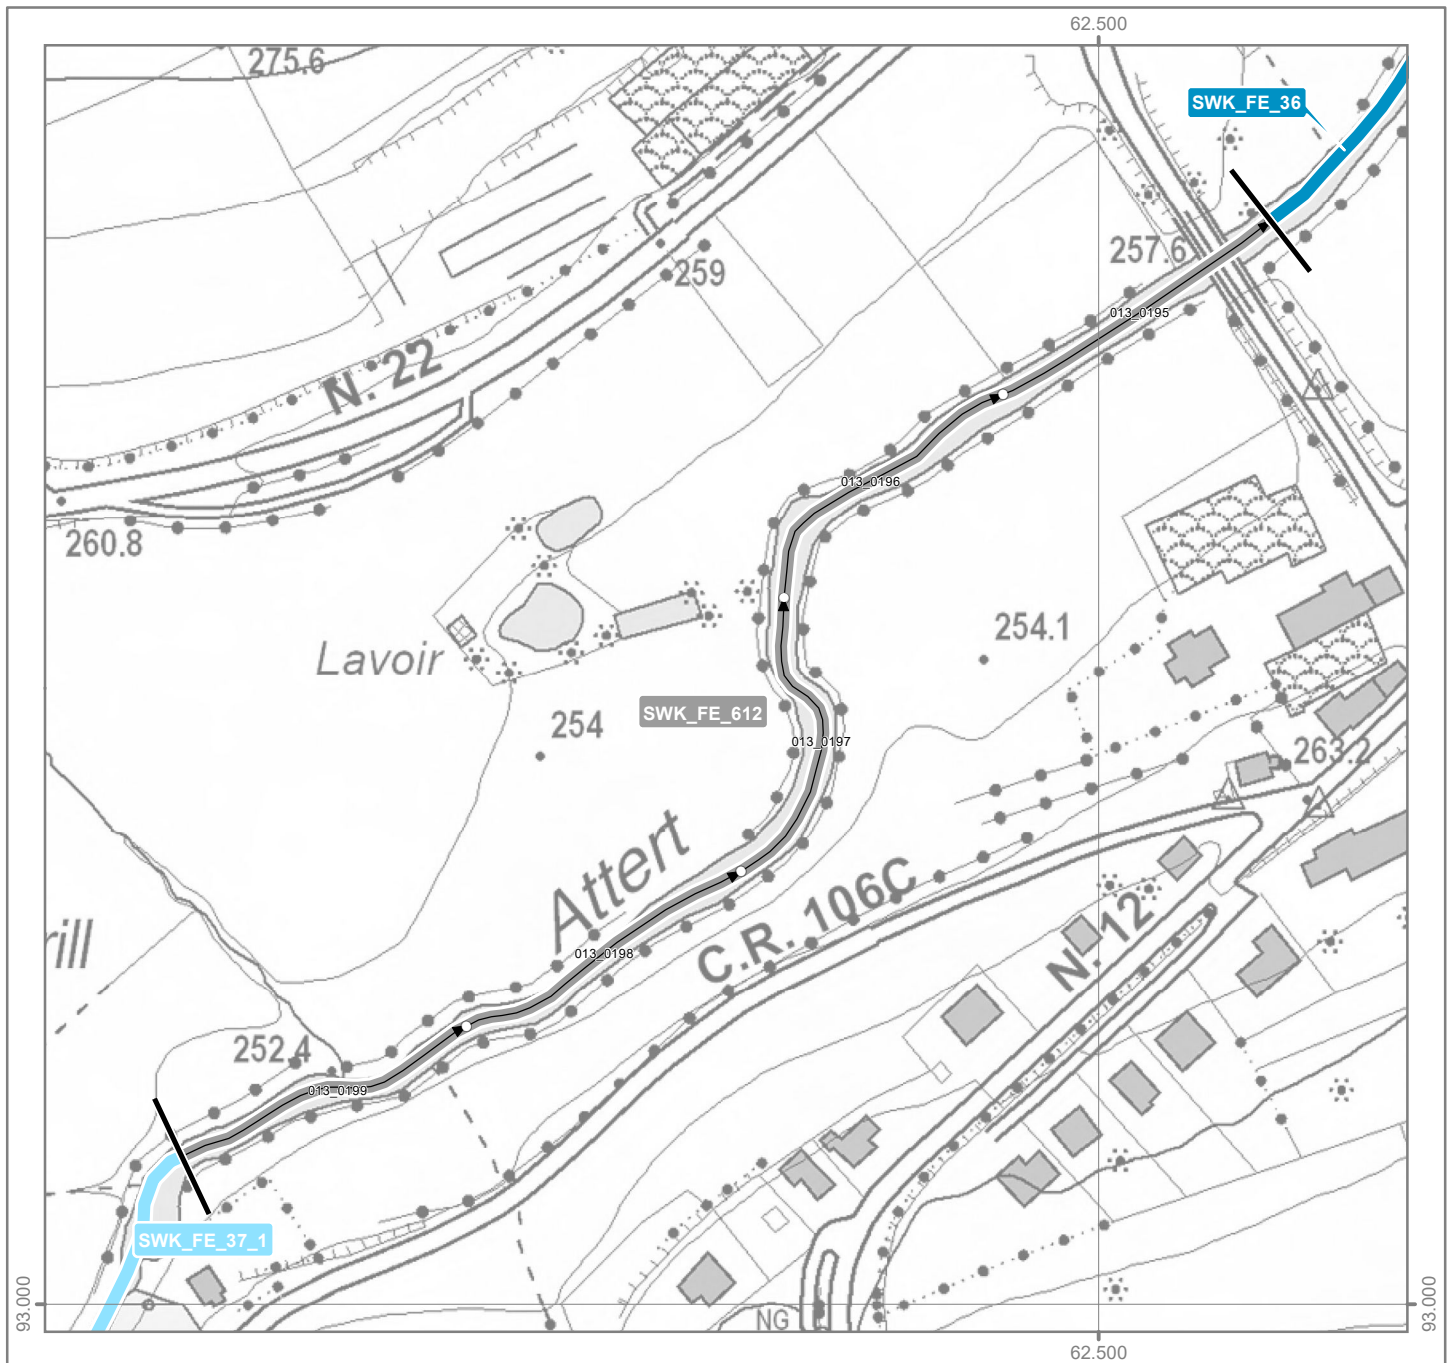 62.500
275.6
SWK_FE_36
257.6
259
013_0195
N. 22
013_0196
260.8
254.1
Lavoir
SWK_FE_612
254
013_0197
263.2
Attert
C.R. 106C
N. 12
rill
013_0198
252.4
013_0199
SWK_FE_37_1
93.000
93.000
NG
62.500